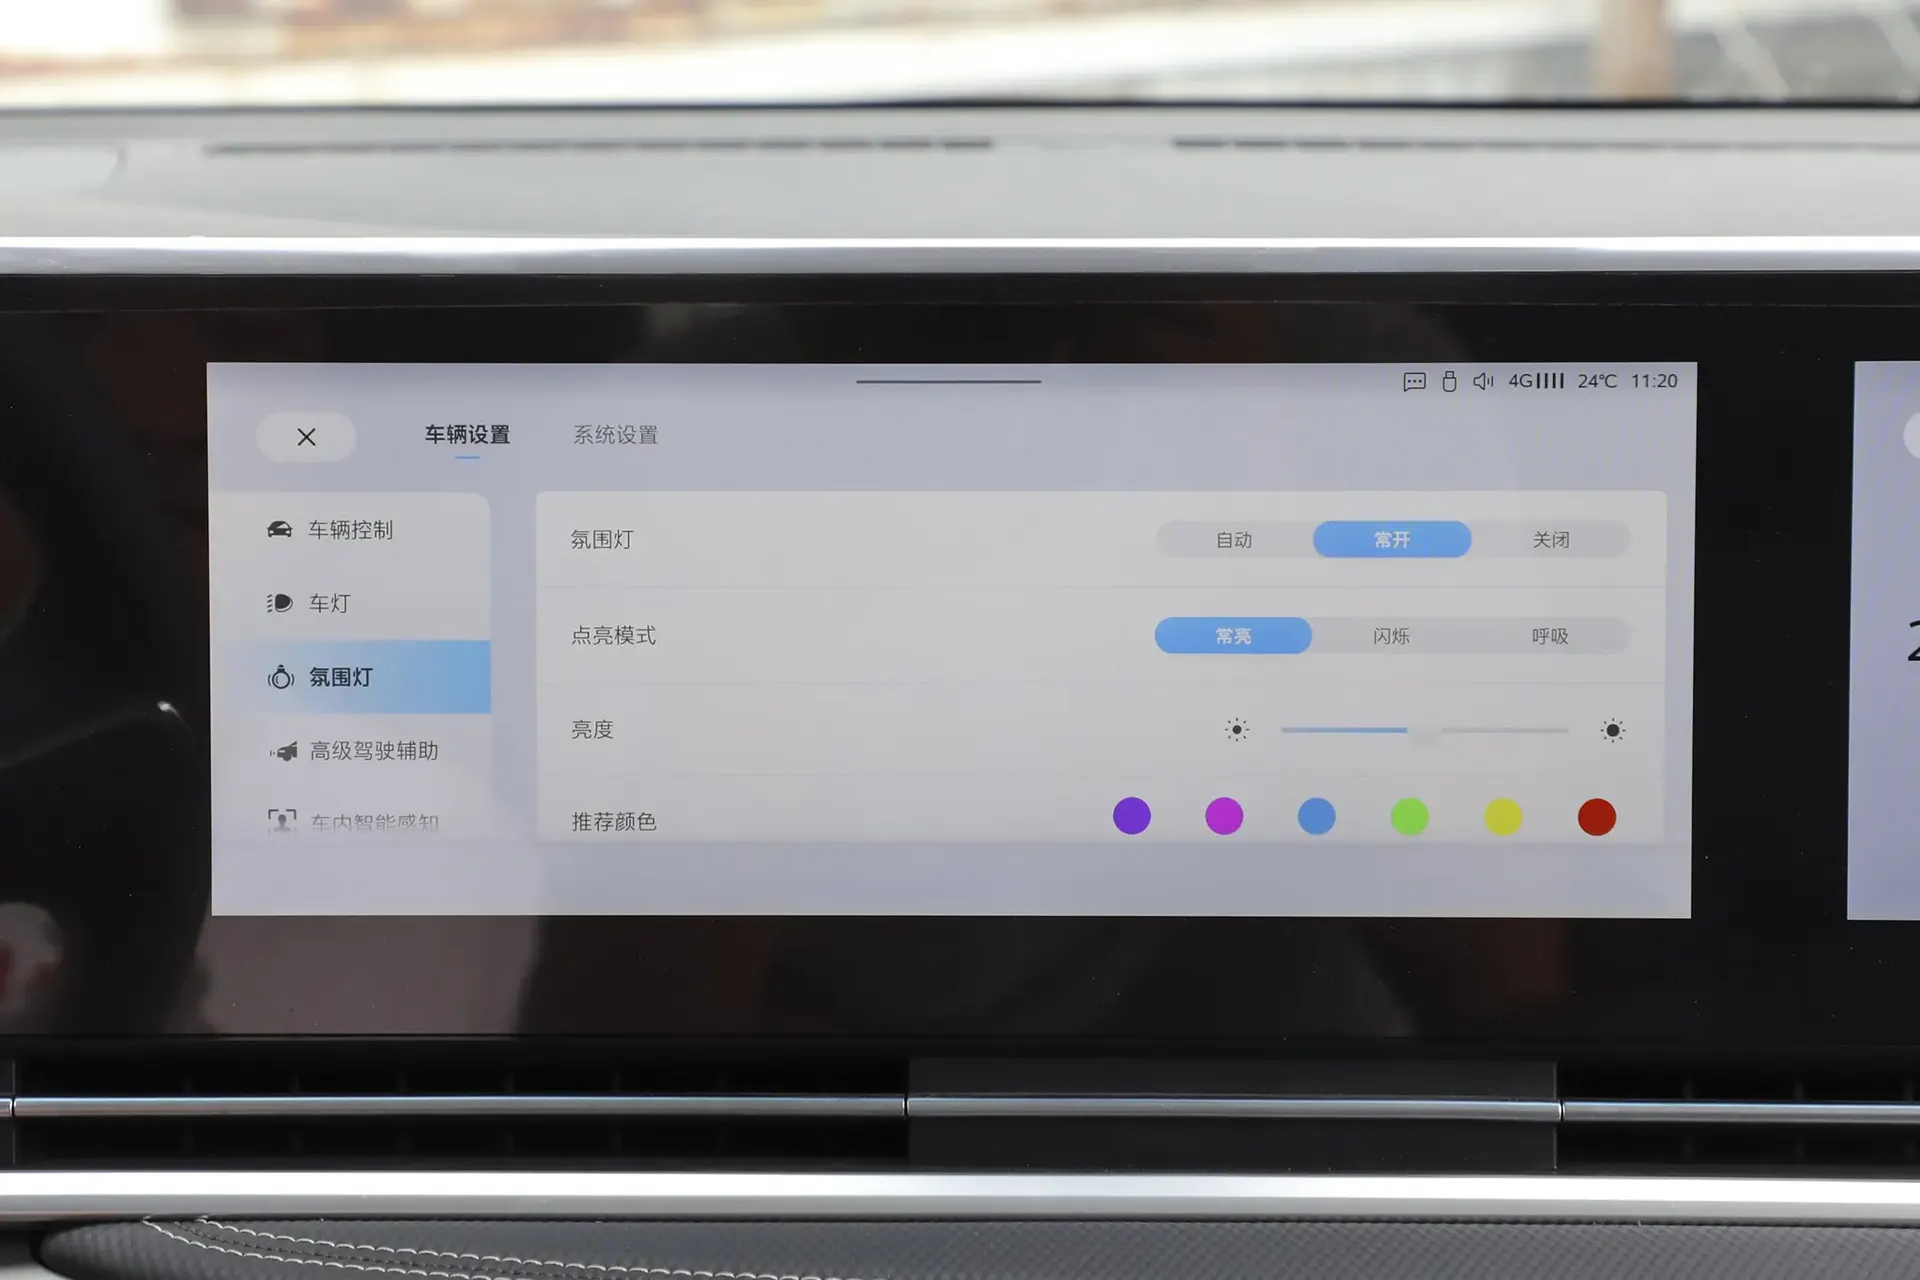 4G 24℃ 11:20
车辆设置 系统设置
车辆控制
车灯
氛围灯
高级驾驶辅助
车内智能感知
氛围灯 自动 常开 关闭
点亮模式 常亮 闪烁 呼吸
亮度
推荐颜色